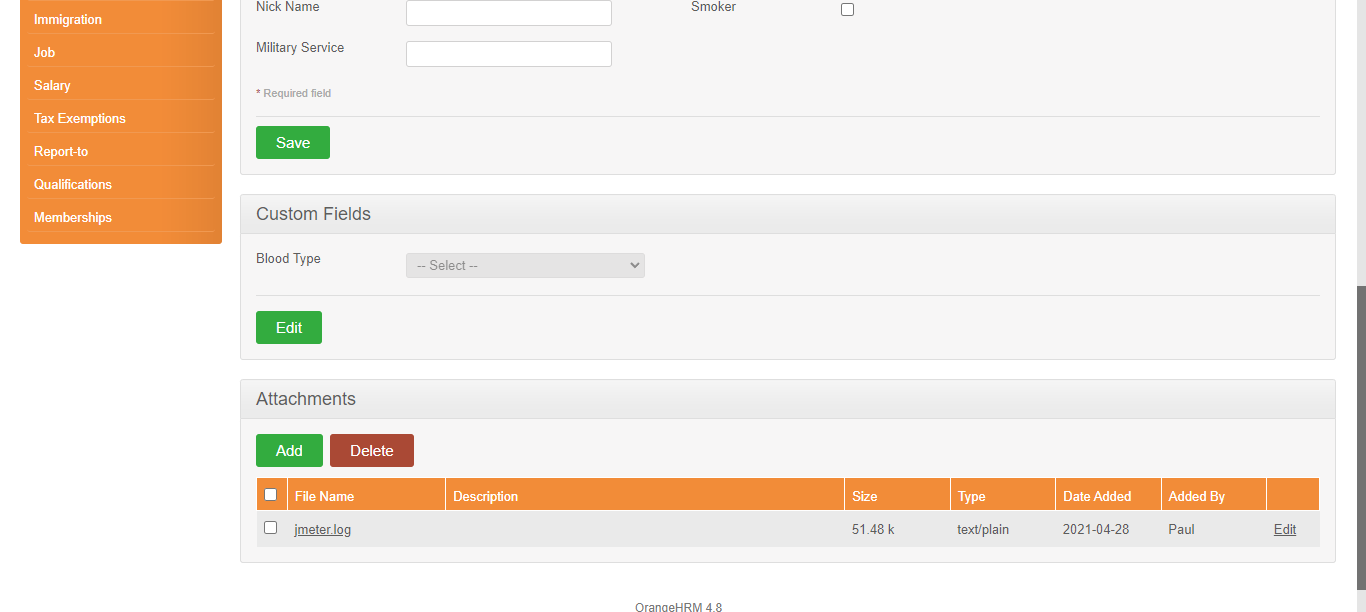 Immigration
Job
Salary
Tax Exemptions
Report-to
Qualifications
Memberships
Nick Name
Smoker
Military Service
* Required field
Save
Custom Fields
Blood Type
-- Select --
Edit
Attachments
Add Delete
File Name Description Size Type Date Added Added By
jmeter.log 51.48 k text/plain 2021-04-28 Paul Edit
OrangeHRM 4.8